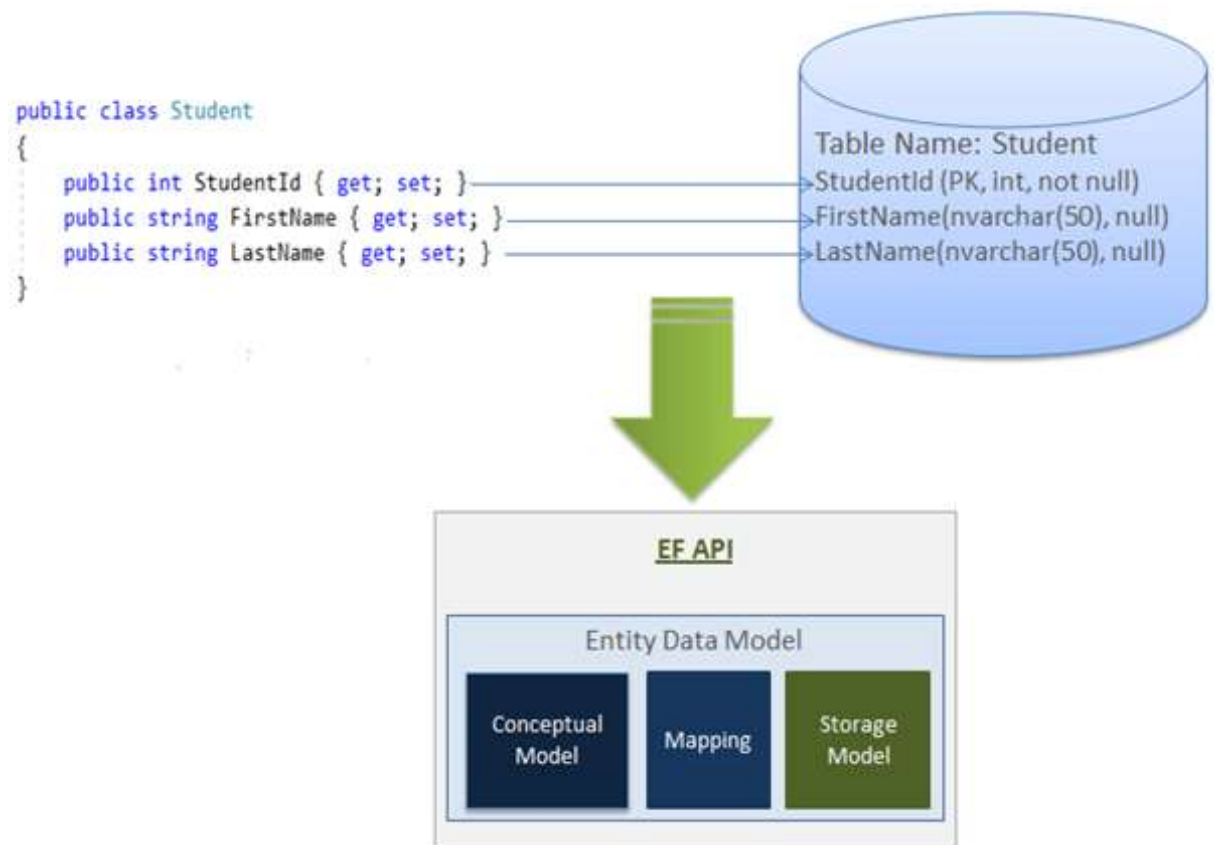 public class Student
{
public int StudentId { get; set; }
public string FirstName { get; set; }
public string LastName { get; set; }
}
Table Name: Student
StudentId (PK, int, not null)
FirstName(nvarchar(50), null)
LastName(nvarchar(50), null)
EF API
Entity Data Model
Conceptual
Model
Mapping
Storage
Model